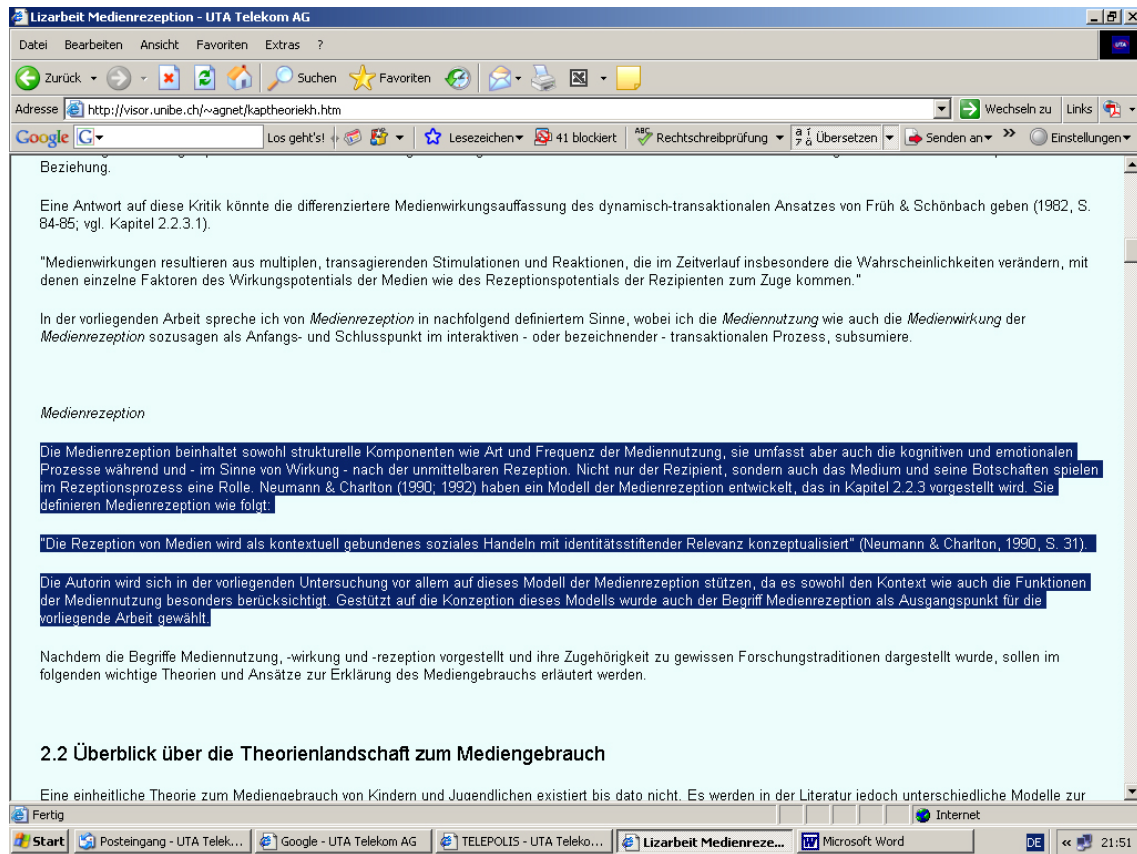 Lizarbeit Medienrezeption - UTA Telekom AG
Datei Bearbeiten Ansicht Favoriten Extras ?
UTA
Zurück Suchen Favoriten
Adresse http://visor.unibe.ch/~agnet/kaptheoriekh.htm Wechseln zu Links
Google G Los geht's! Lesezeichen 41 blockiert ABC Rechtschreibprüfung Übersetzen Senden an » Einstellungen
Beziehung.
Eine Antwort auf diese Kritik könnte die differenziertere Medienwirkungsauffassung des dynamisch-transaktionalen Ansatzes von Früh & Schönbach geben (1982, S.
84-85; vgl. Kapitel 2.2.3.1).
"Medienwirkungen resultieren aus multiplen, transagierenden Stimulationen und Reaktionen, die im Zeitverlauf insbesondere die Wahrscheinlichkeiten verändern, mit
denen einzelne Faktoren des Wirkungspotentials der Medien wie des Rezeptionspotentials der Rezipienten zum Zuge kommen."
In der vorliegenden Arbeit spreche ich von Medienrezeption in nachfolgend definiertem Sinne, wobei ich die Mediennutzung wie auch die Medienwirkung der
Medienrezeption sozusagen als Anfangs- und Schlusspunkt im interaktiven - oder bezeichnender - transaktionalen Prozess, subsumiere.
Medienrezeption
Die Medienrezeption beinhaltet sowohl strukturelle Komponenten wie Art und Frequenz der Mediennutzung, sie umfasst aber auch die kognitiven und emotionalen
Prozesse während und - im Sinne von Wirkung - nach der unmittelbaren Rezeption. Nicht nur der Rezipient, sondern auch das Medium und seine Botschaften spielen
im Rezeptionsprozess eine Rolle. Neumann & Charlton (1990; 1992) haben ein Modell der Medienrezeption entwickelt, das in Kapitel 2.2.3 vorgestellt wird. Sie
definieren Medienrezeption wie folgt:
"Die Rezeption von Medien wird als kontextuell gebundenes soziales Handeln mit identitätsstiftender Relevanz konzeptualisiert" (Neumann & Charlton, 1990, S. 31).
Die Autorin wird sich in der vorliegenden Untersuchung vor allem auf dieses Modell der Medienrezeption stützen, da es sowohl den Kontext wie auch die Funktionen
der Mediennutzung besonders berücksichtigt. Gestützt auf die Konzeption dieses Modells wurde auch der Begriff Medienrezeption als Ausgangspunkt für die
vorliegende Arbeit gewählt.
Nachdem die Begriffe Mediennutzung, -wirkung und -rezeption vorgestellt und ihre Zugehörigkeit zu gewissen Forschungstraditionen dargestellt wurde, sollen im
folgenden wichtige Theorien und Ansätze zur Erklärung des Mediengebrauchs erläutert werden.
2.2 Überblick über die Theorienlandschaft zum Mediengebrauch
Eine einheitliche Theorie zum Mediengebrauch von Kindern und Jugendlichen existiert bis dato nicht. Es werden in der Literatur jedoch unterschiedliche Modelle zur
Fertig Internet
Start Posteingang - UTA Telek... Google - UTA Telekom AG TELEPOLIS - UTA Teleko... Lizarbeit Medienreze... Microsoft Word DE « 21:51